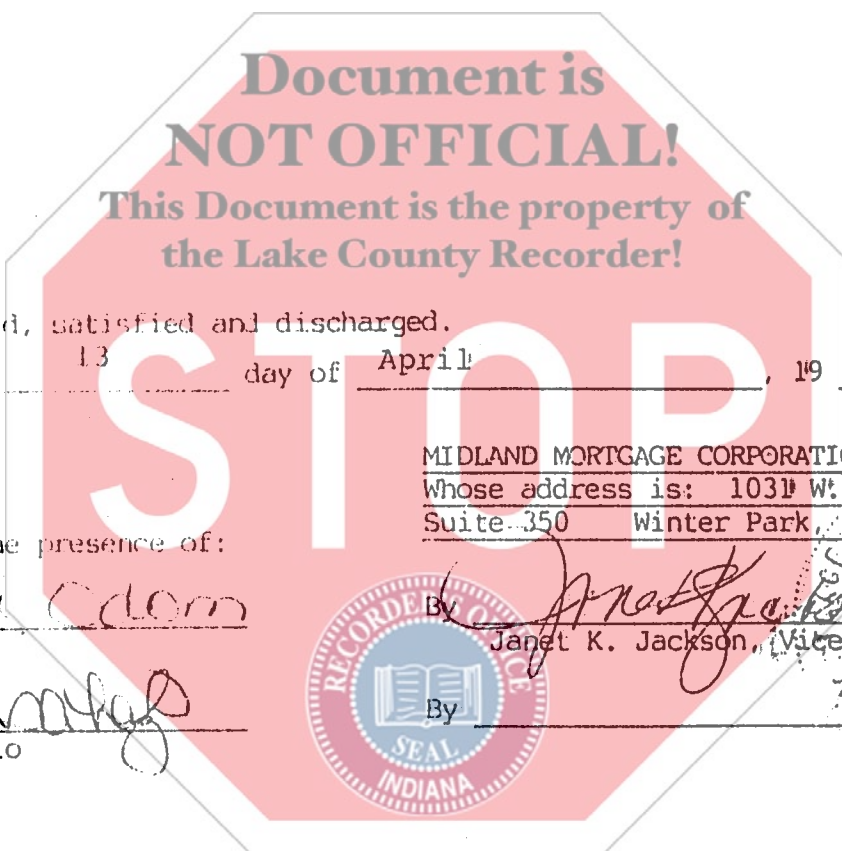 Document is
NOT OFFICIAL!
This Document is the property of
the Lake County Recorder!
d, satisfied and discharged.
13 day of April, 19
STOP
MIDLAND MORTGAGE CORPORATI
Whose address is: 1031 W.
Suite 350 Winter Park,
e presence of:
Odom
By
Janet K. Jackson, Vice
By
RECORDER'S OFFICE
SEAL
INDIANA